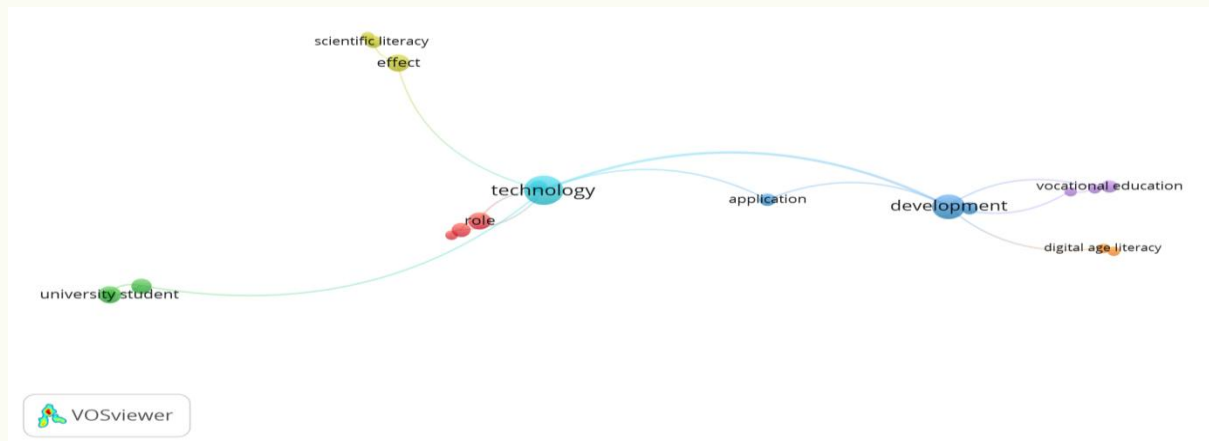 scientific literacy
effect
technology
vocational education
application
development
role
digital age literacy
university student
VOSviewer